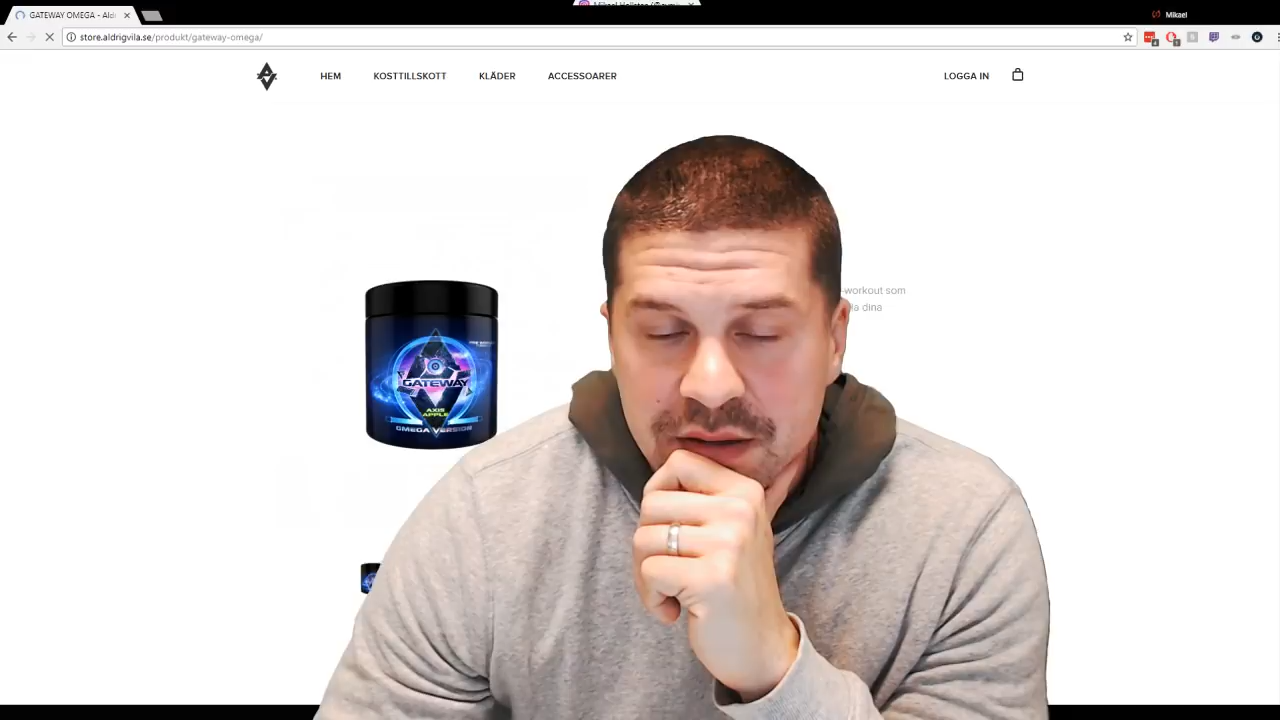 GATEWAY OMEGA - Ald
Mikael
store.aldrigvila.se/produkt/gateway-omega/
HEM
KOSTTILLSKOTT
KLÄDER
ACCESSOARER
LOGGA IN
-workout som
la dina
GATEWAY
AXIS
APPLE
OMEGA VERSION